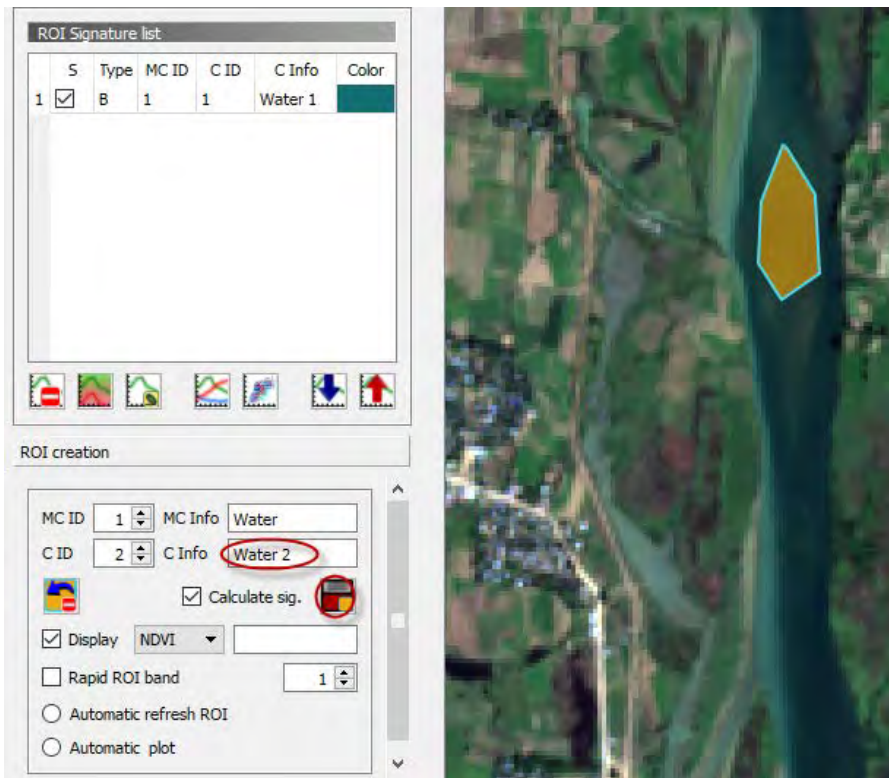 ROI Signature list
S Type MC ID C ID C Info Color
1 B 1 1 Water 1
ROI creation
MC ID 1 MC Info Water
C ID 2 C Info Water 2
Calculate sig.
Display NDVI
Rapid ROI band 1
Automatic refresh ROI
Automatic plot